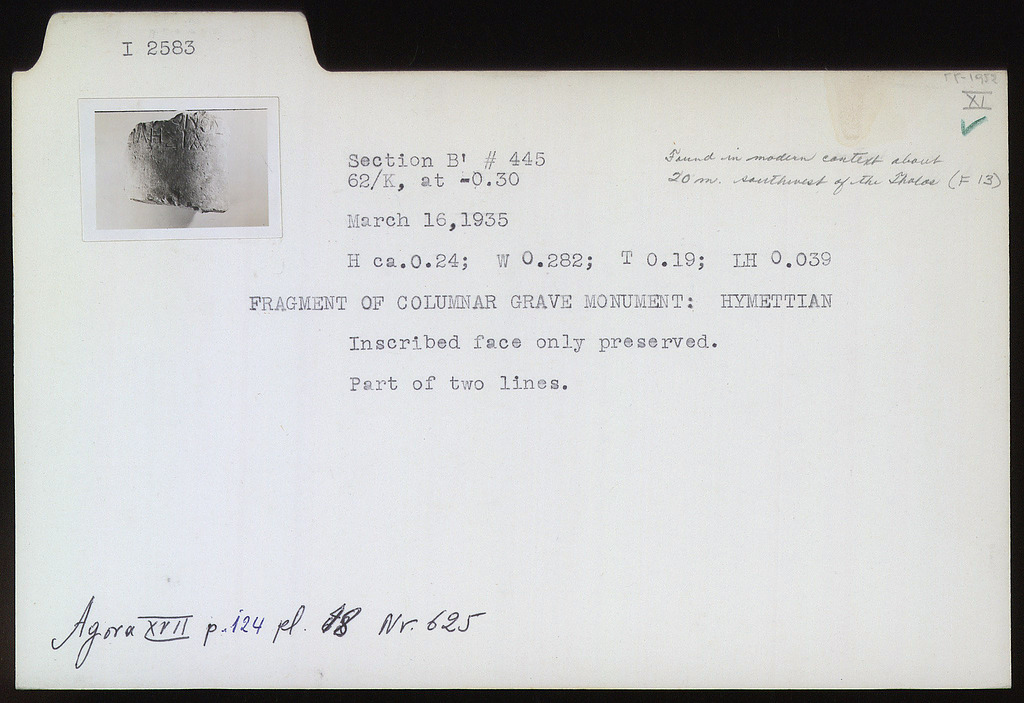 I 2583
XI
Section B' # 445
62/K, at -0.30
Found in modern context about
20 m. southwest of the Tholos (F 13)
March 16,1935
H ca.0.24; W 0.282; T 0.19; LH 0.039
FRAGMENT OF COLUMNAR GRAVE MONUMENT: HYMETTIAN
Inscribed face only preserved.
Part of two lines.
Agora XVII p.124 pl. 48 Nr. 625